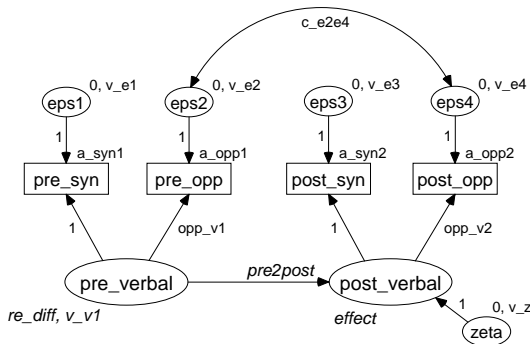 c_e2e4
0, v_e1
0, v_e2
0, v_e3
0, v_e4
eps1
eps2
eps3
eps4
1
1
1
1
a_syn1
a_opp1
a_syn2
a_opp2
pre_syn
pre_opp
post_syn
post_opp
1
opp_v1
1
opp_v2
pre_verbal
pre2post
post_verbal
re_diff, v_v1
effect
1
0, v_z
zeta